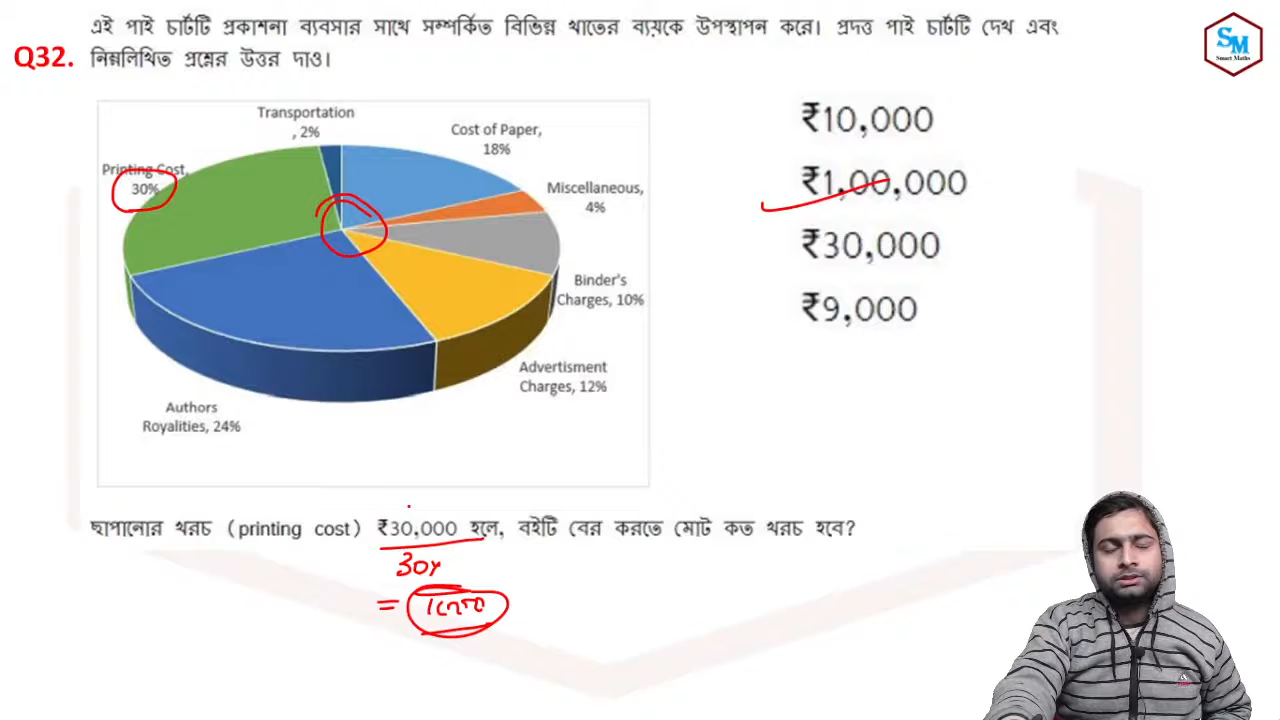 এই পাই চার্টটি প্রকাশনা ব্যবসার সাথে সম্পর্কিত বিভিন্ন খাতের ব্যয়কে উপস্থাপন করে। প্রদত্ত পাই চার্টটি দেখ এবং
Q32. নিম্নলিখিত প্রশ্নের উত্তর দাও।
SM
Smart Maths
Transportation
, 2%
Cost of Paper,
18%
Printing Cost,
30%
Miscellaneous,
4%
Binder's
Charges, 10%
Advertisment
Charges, 12%
Authors
Royalities, 24%
₹10,000
₹1,00,000
₹30,000
₹9,000
ছাপানোর খরচ (printing cost) ₹30,000 হলে, বইটি বের করতে মোট কত খরচ হবে?
=